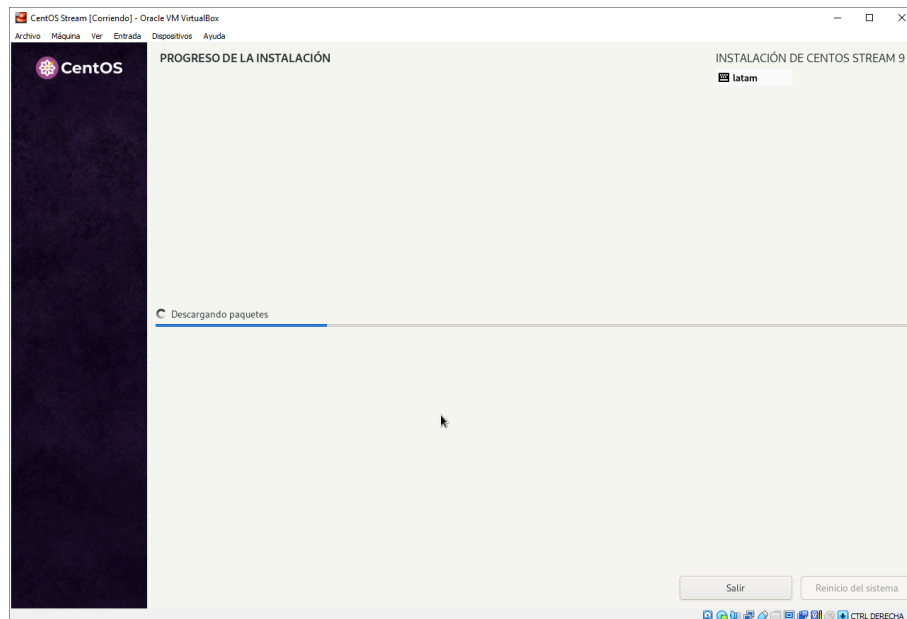 CentOS Stream [Corriendo] - Oracle VM VirtualBox
Archivo Máquina Ver Entrada Dispositivos Ayuda
CentOS
PROGRESO DE LA INSTALACIÓN
INSTALACIÓN DE CENTOS STREAM 9
latam
Descargando paquetes
Salir
Reinicio del sistema
CTRL DERECHA